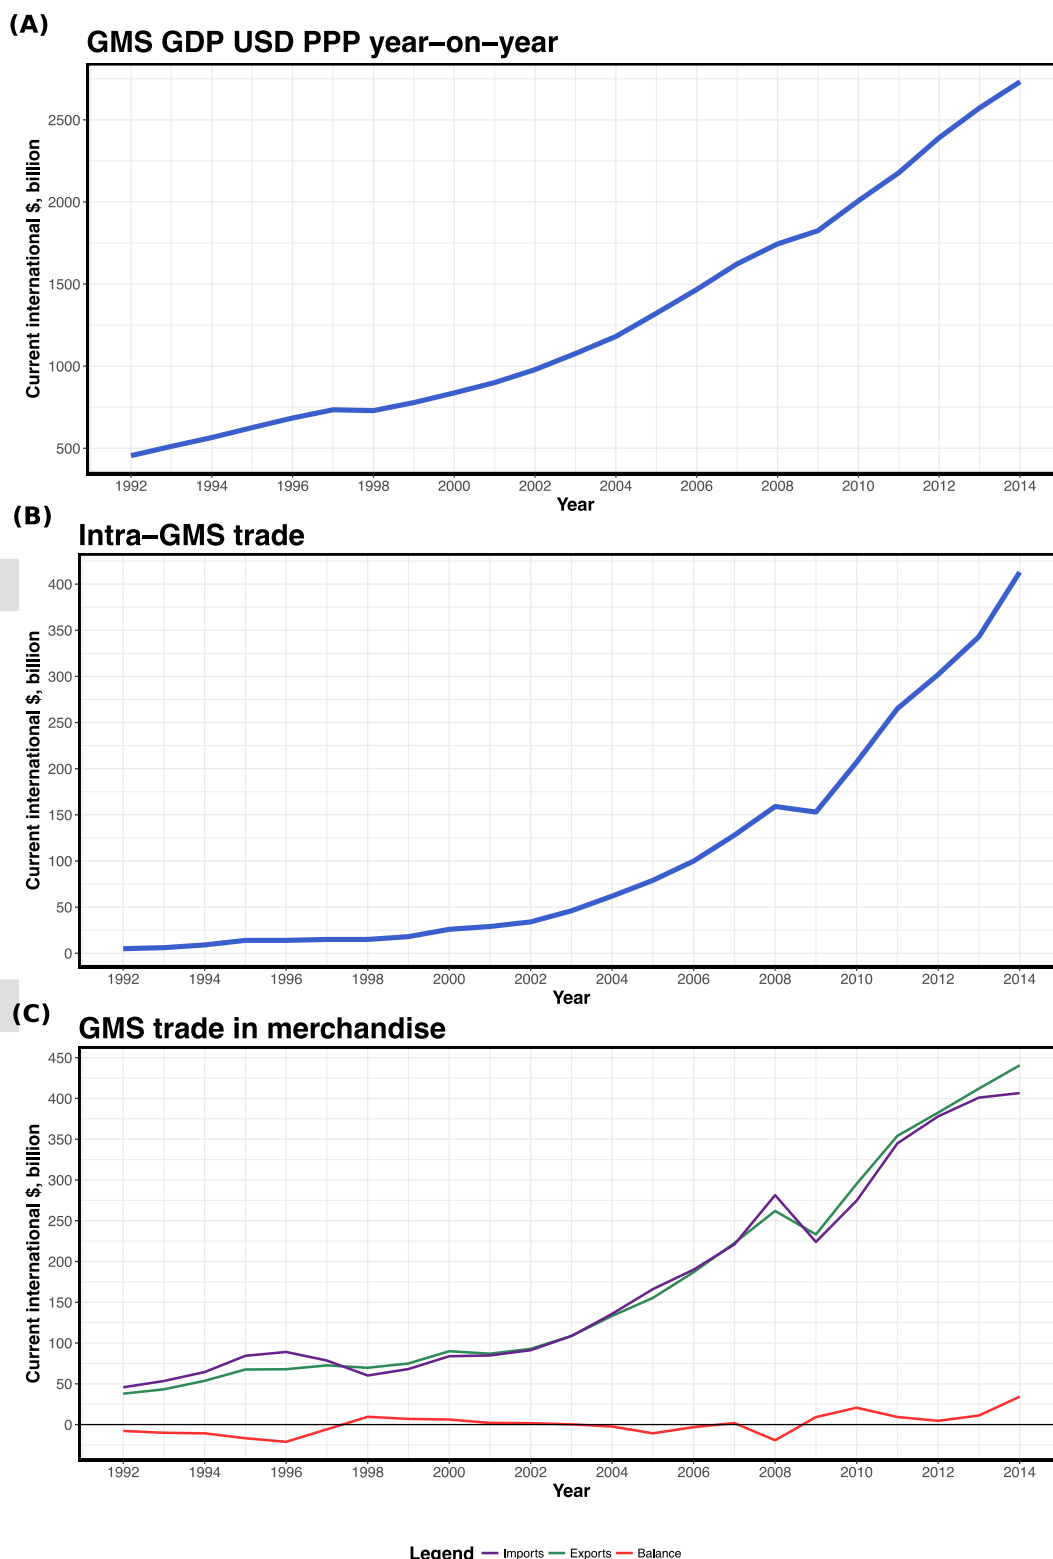 (A)
GMS GDP USD PPP year–on–year
Current international $, billion
2500
2000
1500
1000
500
1992 1994 1996 1998 2000 2002 2004 2006 2008 2010 2012 2014
Year
(B)
Intra–GMS trade
Current international $, billion
400
350
300
250
200
150
100
50
0
1992 1994 1996 1998 2000 2002 2004 2006 2008 2010 2012 2014
Year
(C)
GMS trade in merchandise
Current international $, billion
450
400
350
300
250
200
150
100
50
0
1992 1994 1996 1998 2000 2002 2004 2006 2008 2010 2012 2014
Year
Legend Imports Exports Balance